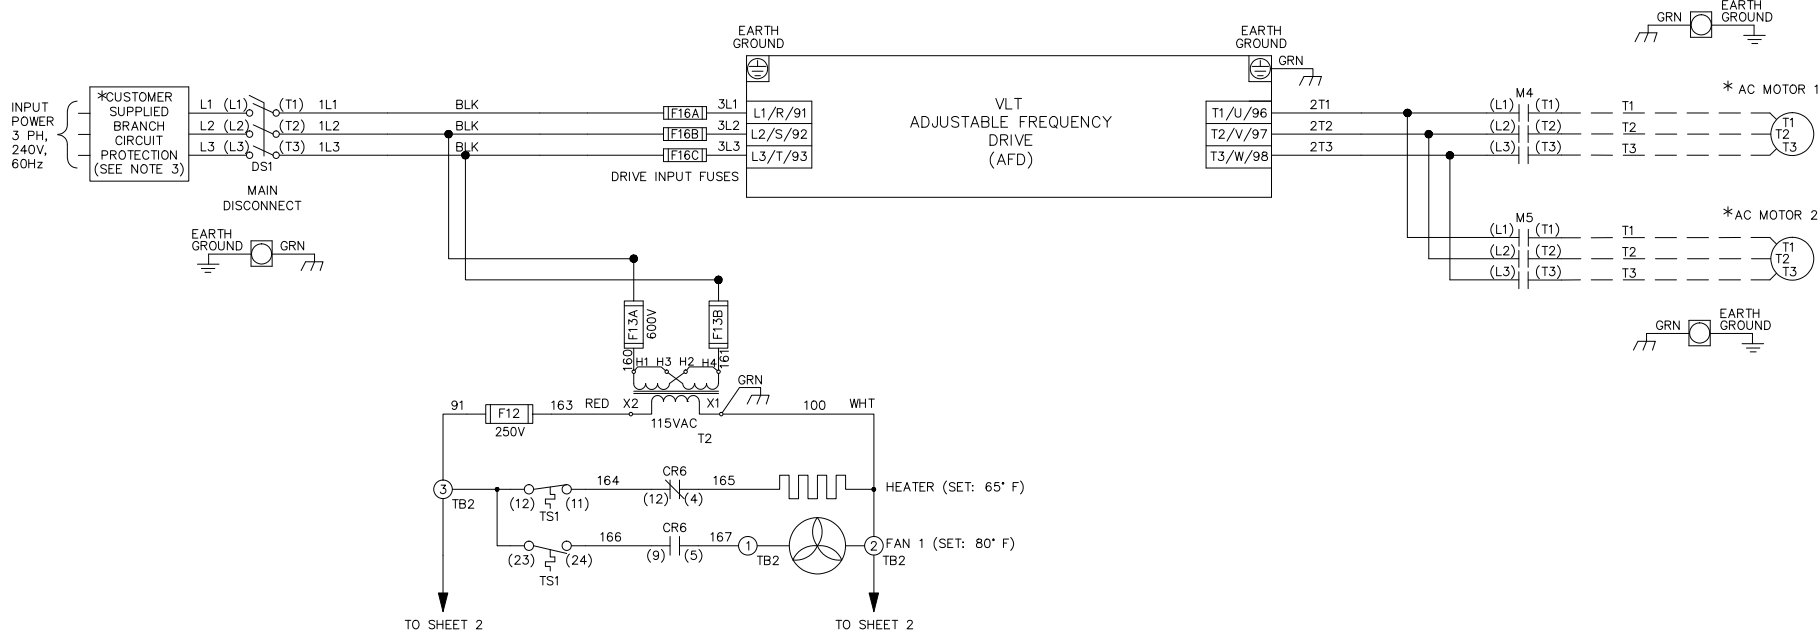 EARTH
GROUND
EARTH
GROUND
GRN
GRN
EARTH
GROUND
INPUT
POWER
3 PH,
240V,
60Hz
*CUSTOMER
SUPPLIED
BRANCH
CIRCUIT
PROTECTION
(SEE NOTE 3)
L1 (L1) (T1) 1L1 BLK F16A 3L1 L1/R/91
L2 (L2) (T2) 1L2 BLK F16B 3L2 L2/S/92
L3 (L3) (T3) 1L3 BLK F16C 3L3 L3/T/93
DS1
MAIN
DISCONNECT
DRIVE INPUT FUSES
VLT
ADJUSTABLE FREQUENCY
DRIVE
(AFD)
T1/U/96 2T1
T2/V/97 2T2
T3/W/98 2T3
M4
* AC MOTOR 1
(L1) (T1) T1 T1
(L2) (T2) T2 T2
(L3) (T3) T3 T3
M5
*AC MOTOR 2
(L1) (T1) T1 T1
(L2) (T2) T2 T2
(L3) (T3) T3 T3
EARTH
GROUND
GRN
GRN
EARTH
GROUND
F13A
600V
F13B
160
161
H1 H3 H2 H4
GRN
91 F12 163 RED X2 X1 100 WHT
250V
115VAC
T2
3
TB2
(12) (11)
TS1
164
CR6
(12) (4)
165
HEATER (SET: 65° F)
(23) (24)
TS1
166
CR6
(9) (5)
167
1
TB2
2
TB2
FAN 1 (SET: 80° F)
TO SHEET 2
TO SHEET 2